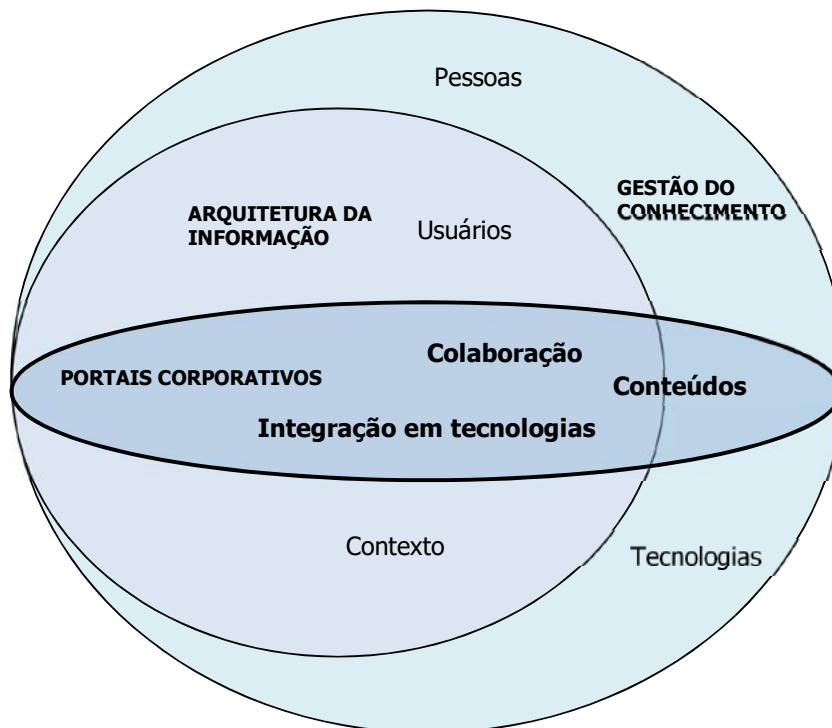 Pessoas
GESTÃO DO
CONHECIMENTO
ARQUITETURA DA
INFORMAÇÃO
Usuários
Colaboração
PORTAIS CORPORATIVOS
Conteúdos
Integração em tecnologias
Contexto
Tecnologias